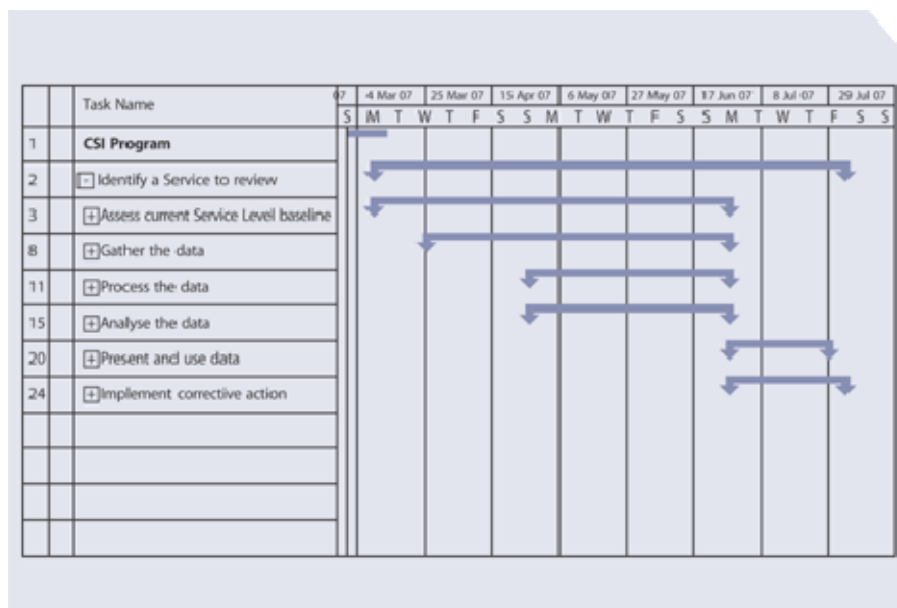 Task Name
07 4 Mar 07 25 Mar 07 15 Apr 07 6 May 07 27 May 07 17 Jun 07 8 Jul 07 29 Jul 07
S M T W T F S S M T W T F S S M T W T F S S
1 CSI Program
2 - Identify a Service to review
3 + Assess current Service Level baseline
8 + Gather the data
11 + Process the data
15 + Analyse the data
20 + Present and use data
24 + Implement corrective action